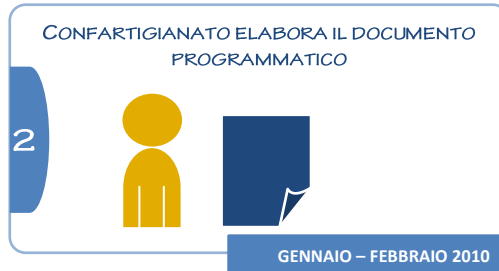 CONFARTIGIANATO ELABORA IL DOCUMENTO
PROGRAMMATICO
2
GENNAIO – FEBBRAIO 2010